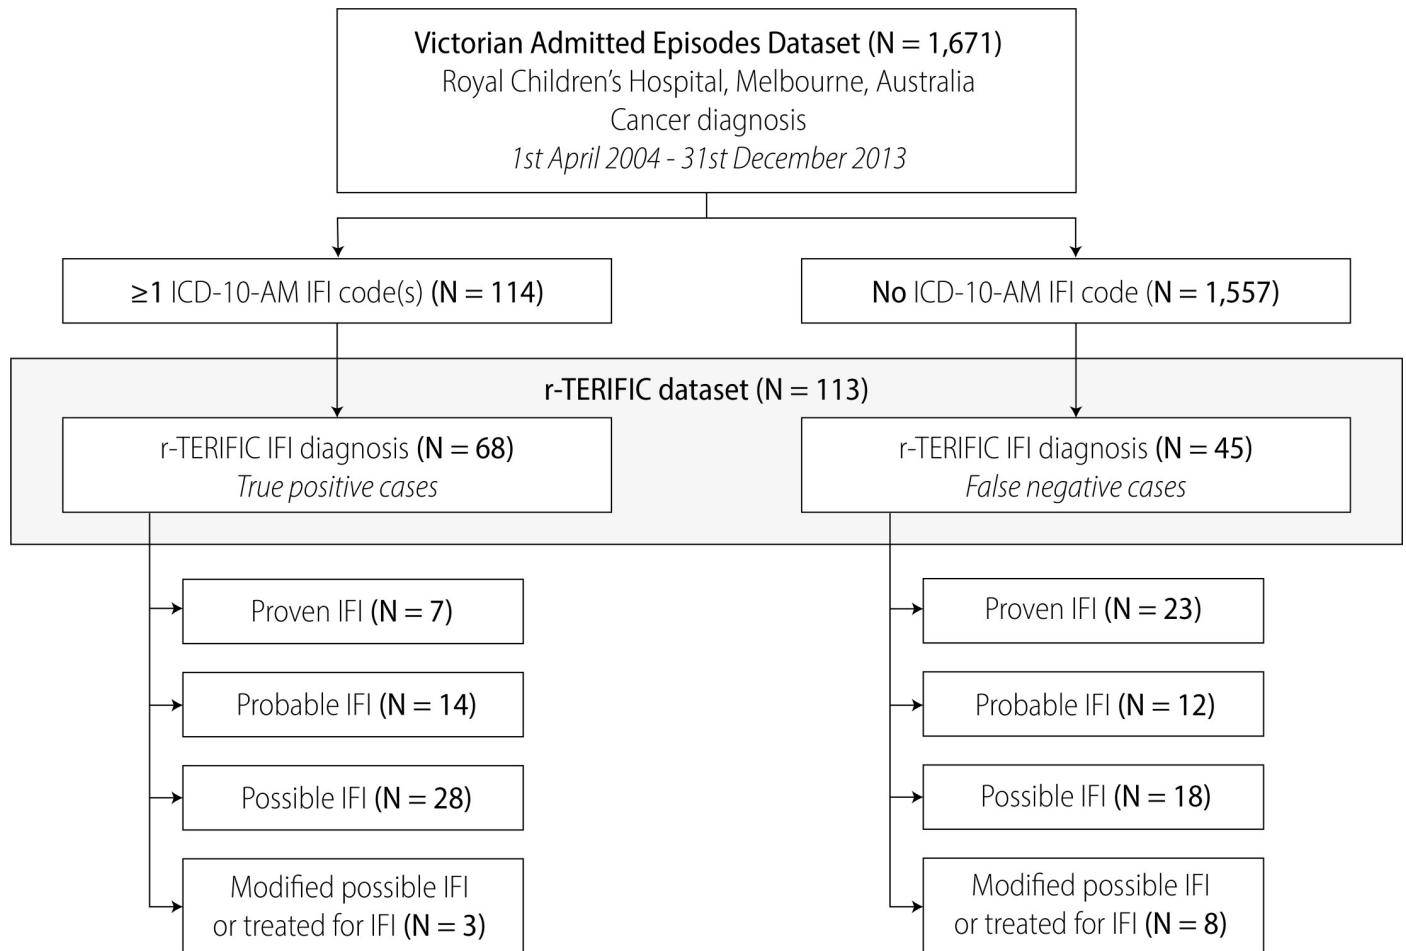 Victorian Admitted Episodes Dataset (N = 1,671)
Royal Children's Hospital, Melbourne, Australia
Cancer diagnosis
1st April 2004 - 31st December 2013
≥1 ICD-10-AM IFI code(s) (N = 114)
No ICD-10-AM IFI code (N = 1,557)
r-TERIFIC dataset (N = 113)
r-TERIFIC IFI diagnosis (N = 68)
True positive cases
r-TERIFIC IFI diagnosis (N = 45)
False negative cases
Proven IFI (N = 7)
Probable IFI (N = 14)
Possible IFI (N = 28)
Modified possible IFI
or treated for IFI (N = 3)
Proven IFI (N = 23)
Probable IFI (N = 12)
Possible IFI (N = 18)
Modified possible IFI
or treated for IFI (N = 8)